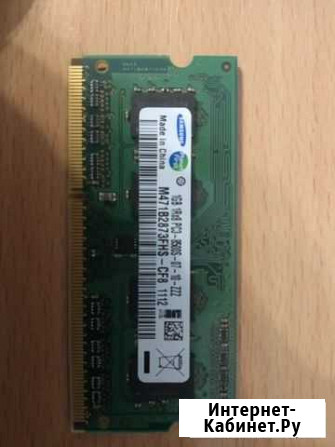 SAMSUNG
Made in China
1GB 1Rx8 PC3-8500S-07-10-ZZZ
M471B2873FHS-CF8 1112
Интернет-
Кабинет.Ру